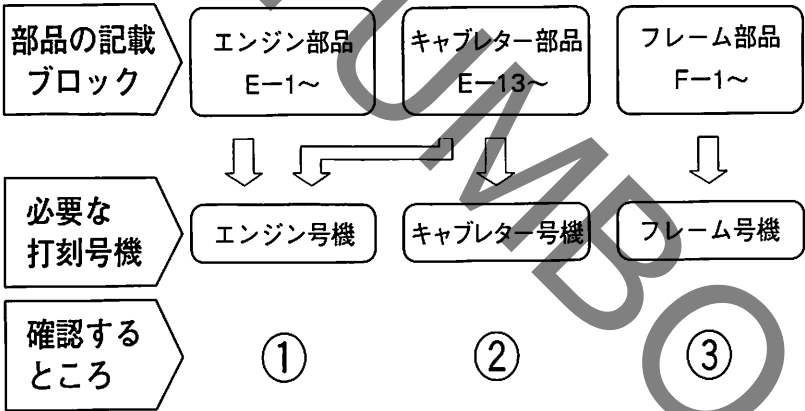 部品の記載
ブロック
エンジン部品
E－1～
キャブレター部品
E－13～
フレーム部品
F－1～
必要な
打刻号機
エンジン号機
キャブレター号機
フレーム号機
確認する
ところ
①
②
③
JUMBO